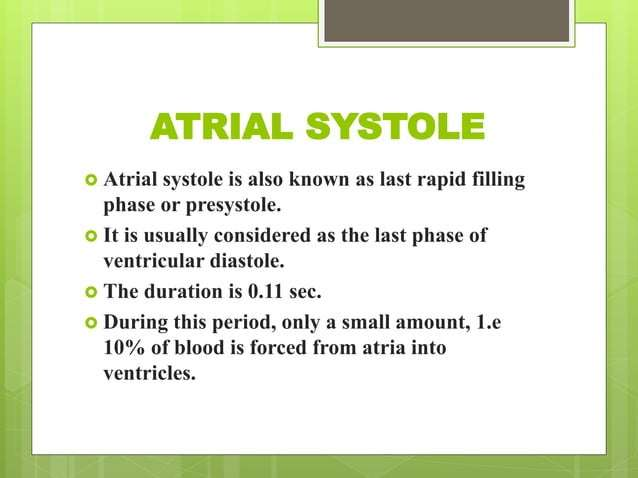 ATRIAL SYSTOLE
Atrial systole is also known as last rapid filling
phase or presystole.
It is usually considered as the last phase of
ventricular diastole.
The duration is 0.11 sec.
During this period, only a small amount, 1.e
10% of blood is forced from atria into
ventricles.